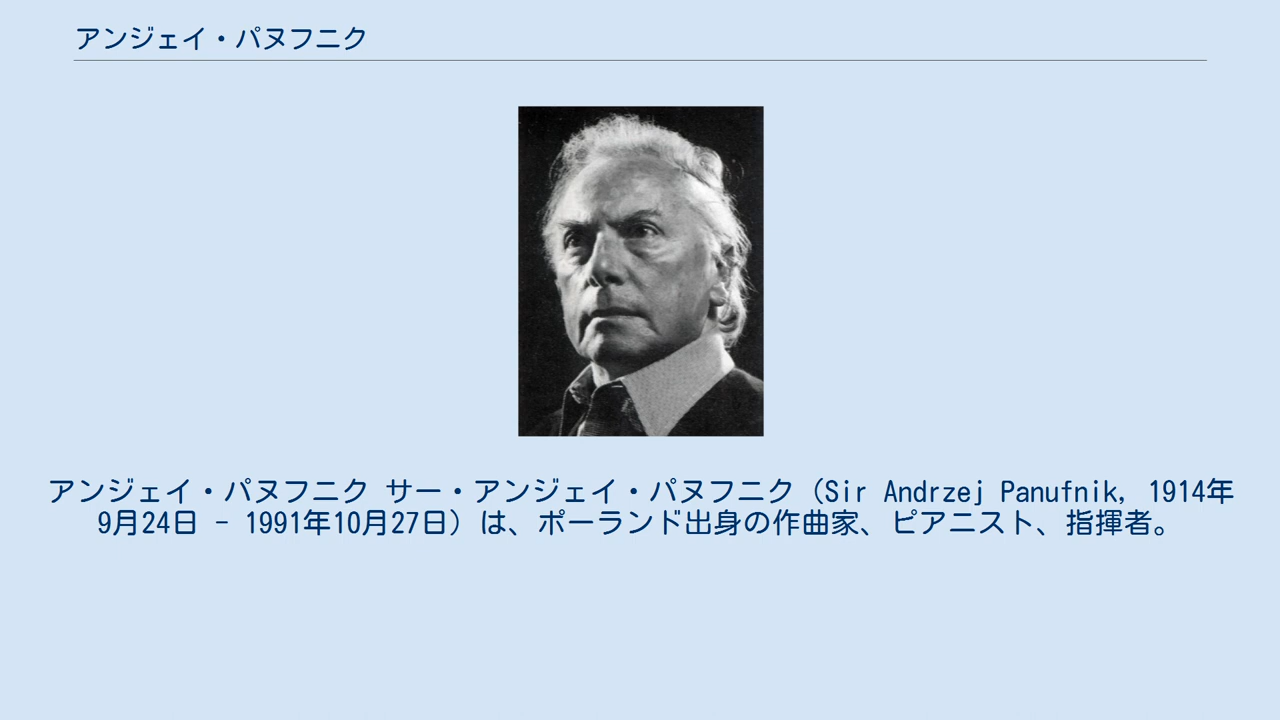 アンジェイ・パヌフニク
アンジェイ・パヌフニク サー・アンジェイ・パヌフニク（Sir Andrzej Panufnik, 1914年
9月24日 - 1991年10月27日）は、ポーランド出身の作曲家、ピアニスト、指揮者。